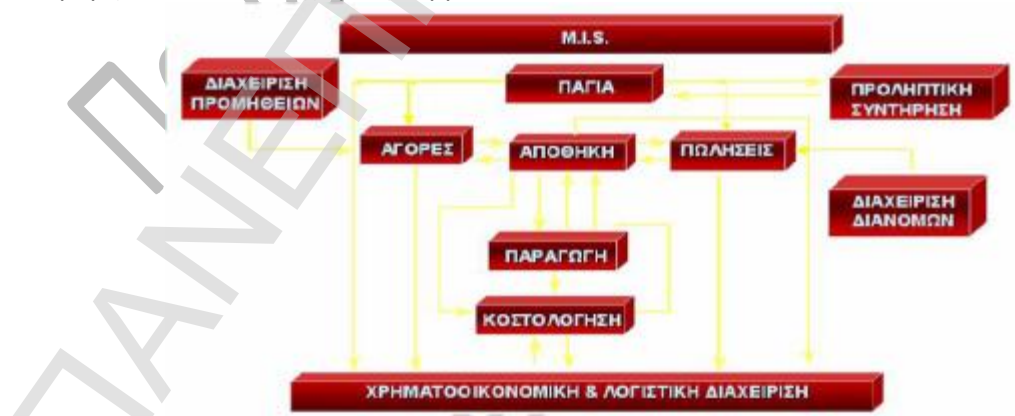 M.I.S.
ΔΙΑΧΕΙΡΙΣΗ
ΠΡΟΜΗΘΕΙΩΝ
ΠΑΓΙΑ
ΠΡΟΛΗΠΤΙΚΗ
ΣΥΝΤΗΡΗΣΗ
ΑΓΟΡΕΣ
ΑΠΟΘΗΚΗ
ΠΩΛΗΣΕΙΣ
ΔΙΑΧΕΙΡΙΣΗ
ΔΙΑΝΟΜΩΝ
ΠΑΡΑΓΩΓΗ
ΚΟΣΤΟΛΟΓΗΣΗ
ΧΡΗΜΑΤΟΟΙΚΟΝΟΜΙΚΗ & ΛΟΓΙΣΤΙΚΗ ΔΙΑΧΕΙΡΙΣΗ